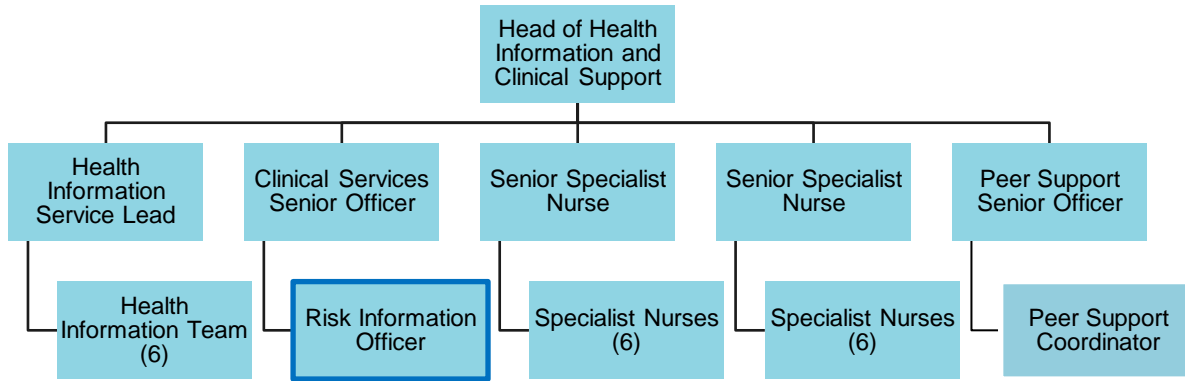 Head of Health
Information and
Clinical Support
Health
Information
Service Lead
Clinical Services
Senior Officer
Senior Specialist
Nurse
Senior Specialist
Nurse
Peer Support
Senior Officer
Health
Information Team
(6)
Risk Information
Officer
Specialist Nurses
(6)
Specialist Nurses
(6)
Peer Support
Coordinator